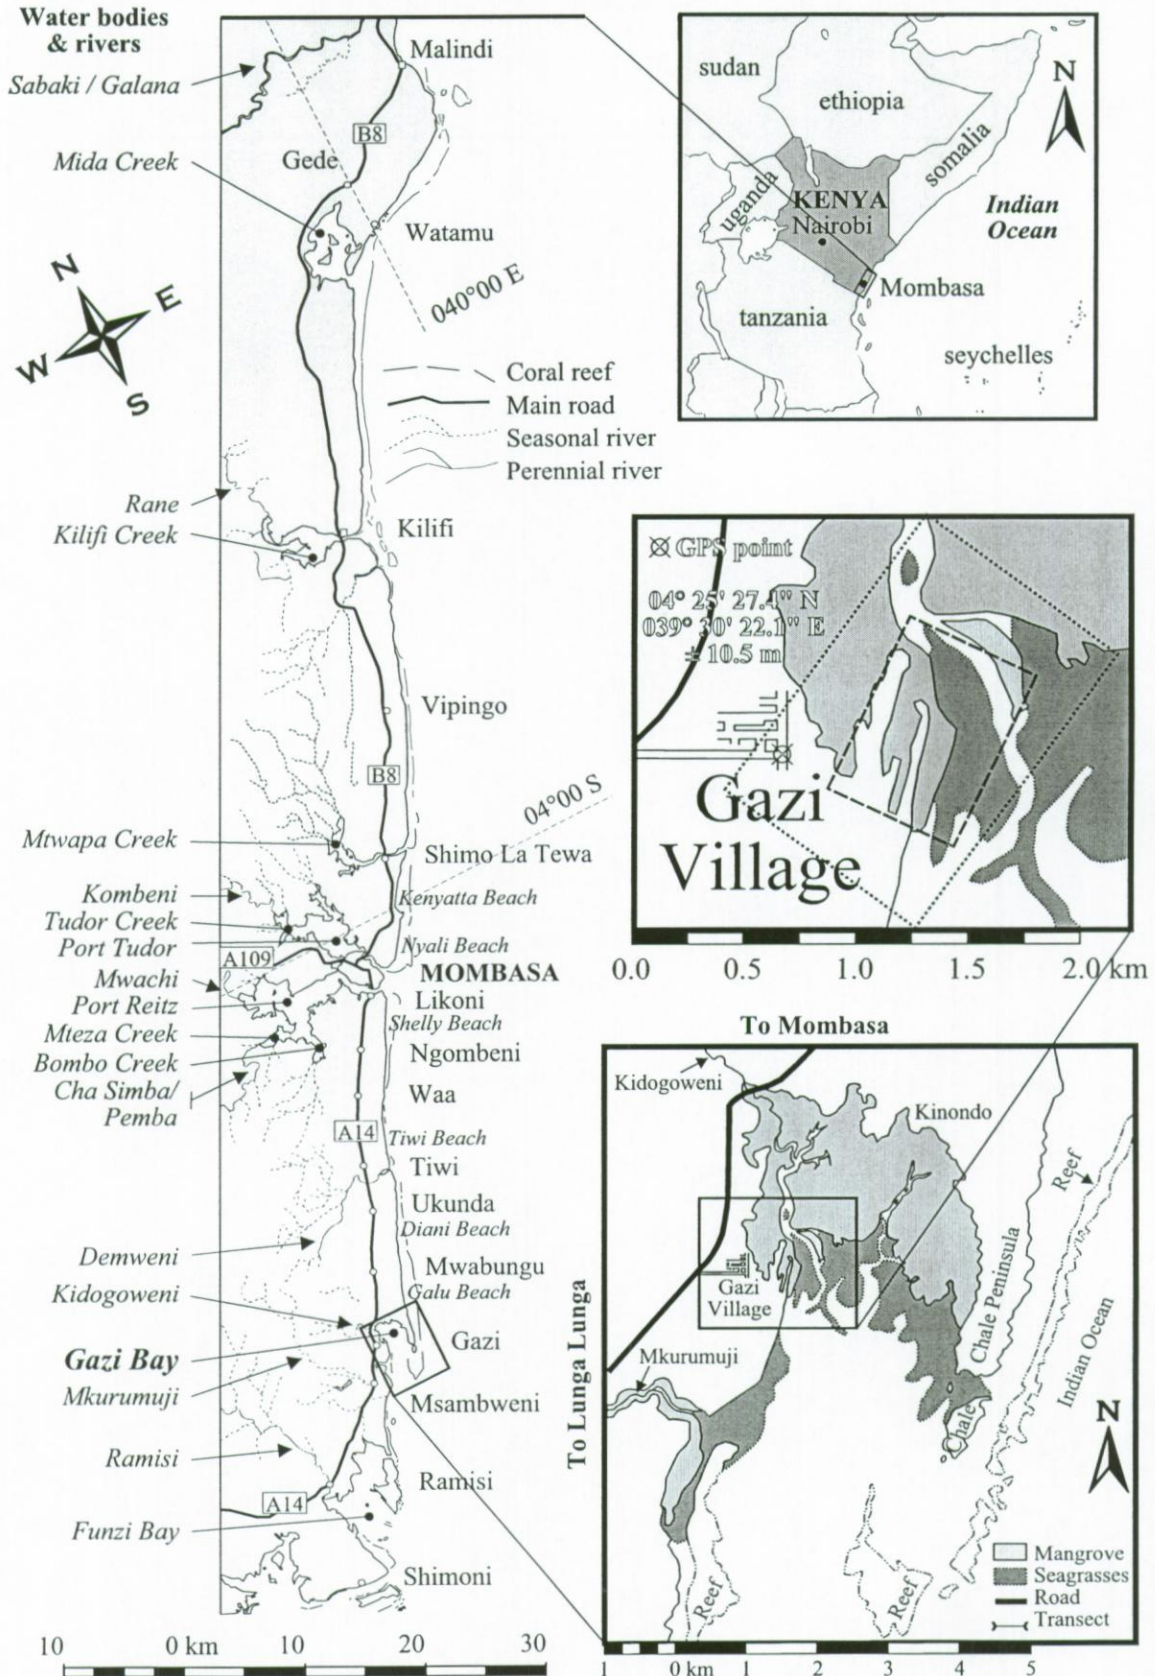 Water bodies
& rivers
Sabaki / Galana
Mida Creek
Rane
Kilifi Creek
Mtwapa Creek
Kombeni
Tudor Creek
Port Tudor
Mwachi
Port Reitz
Mteza Creek
Bombo Creek
Cha Simba/
Pemba
Demweni
Kidogoweni
Gazi Bay
Mkurumuji
Ramisi
Funzi Bay
N
E
W
S
Malindi
B8
Gede
Watamu
040°00 E
Coral reef
Main road
Seasonal river
Perennial river
Kilifi
Vipingo
B8
04°00 S
Shimo La Tewa
Kenyatta Beach
Nyali Beach
A109
MOMBASA
Likoni
Shelly Beach
Ngombeni
Waa
A14
Tiwi Beach
Tiwi
Ukunda
Diani Beach
Mwabungu
Galu Beach
Gazi
Msambweni
Ramisi
A14
Shimoni
10 0 km 10 20 30
sudan
ethiopia
N
somalia
uganda
KENYA
Nairobi
Indian
Ocean
Mombasa
tanzania
seychelles
GPS point
04° 25' 27.4" N
039° 30' 22.1" E
± 10.5 m
Gazi
Village
0.0 0.5 1.0 1.5 2.0 km
To Mombasa
Kidogoweni
Kinondo
Reef
Gazi
Village
Chale Peninsula
Indian Ocean
Mkurumuji
To Lunga Lunga
Chale
N
Reef
Reef
Mangrove
Seagrasses
Road
Transect
1 0 km 1 2 3 4 5